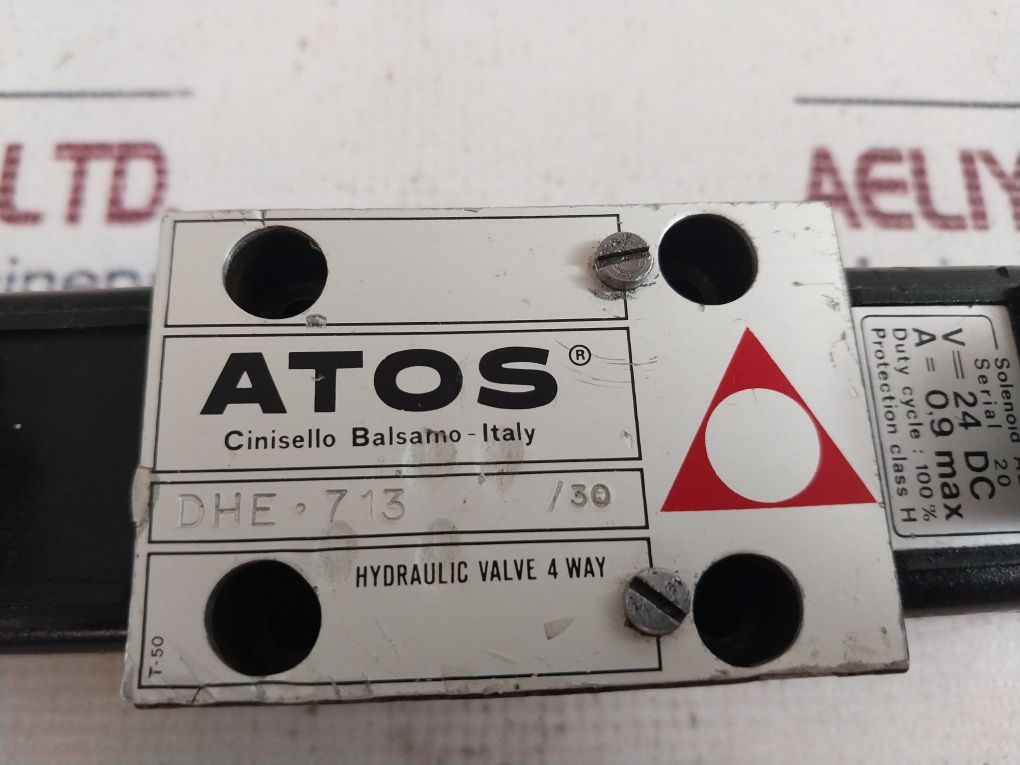 LTD.
AELIY
ATOS®
Cinisello Balsamo - Italy
DHE · 713 /30
HYDRAULIC VALVE 4 WAY
T-50
Solenoid
Serial 20
V= 24 DC
A= 0,9 max
Duty cycle: 100%
Protection class H